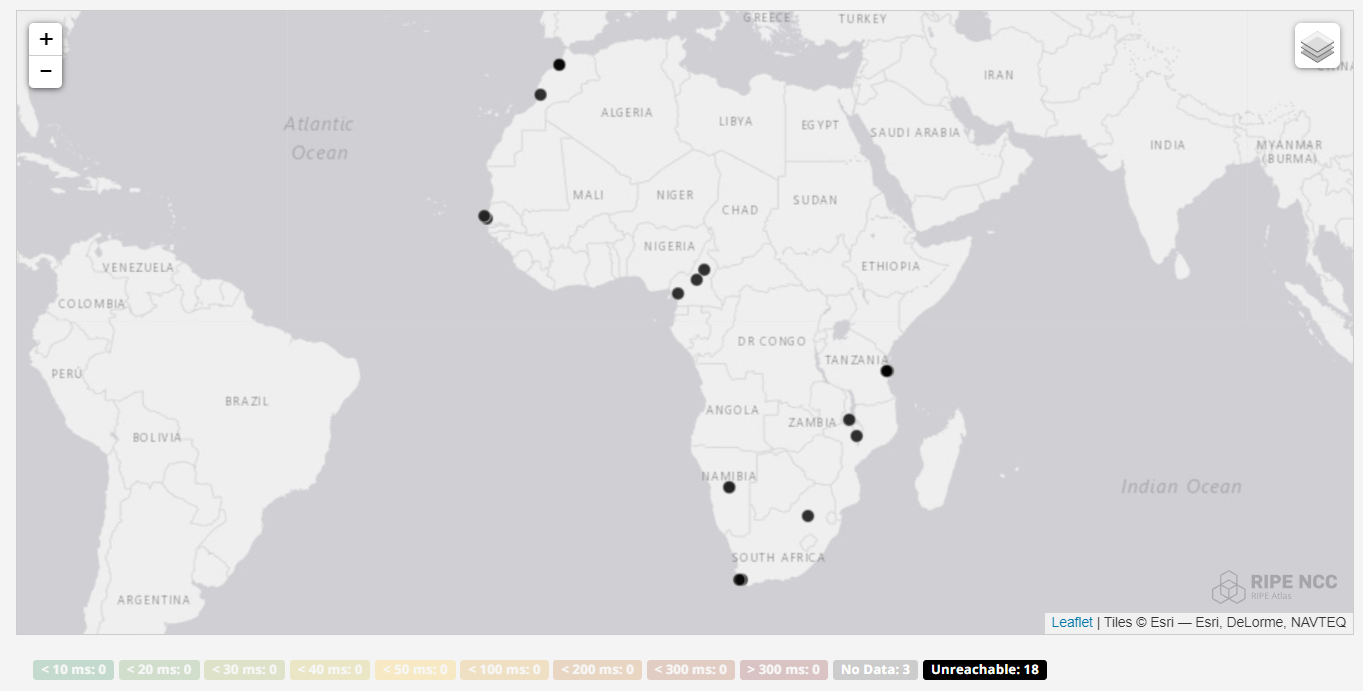 +
−
GREECE
TURKEY
IRAN
Atlantic
Ocean
ALGERIA
LIBYA
EGYPT
SAUDI ARABIA
INDIA
MYANMAR
(BURMA)
MALI
NIGER
CHAD
SUDAN
NIGERIA
ETHIOPIA
VENEZUELA
COLOMBIA
DR CONGO
TANZANIA
PERÚ
BRAZIL
ANGOLA
ZAMBIA
BOLIVIA
NAMIBIA
Indian Ocean
SOUTH AFRICA
ARGENTINA
RIPE NCC
RIPE Atlas
Leaflet | Tiles © Esri — Esri, DeLorme, NAVTEQ
< 10 ms: 0 < 20 ms: 0 < 30 ms: 0 < 40 ms: 0 < 50 ms: 0 < 100 ms: 0 < 200 ms: 0 < 300 ms: 0 > 300 ms: 0 No Data: 3 Unreachable: 18